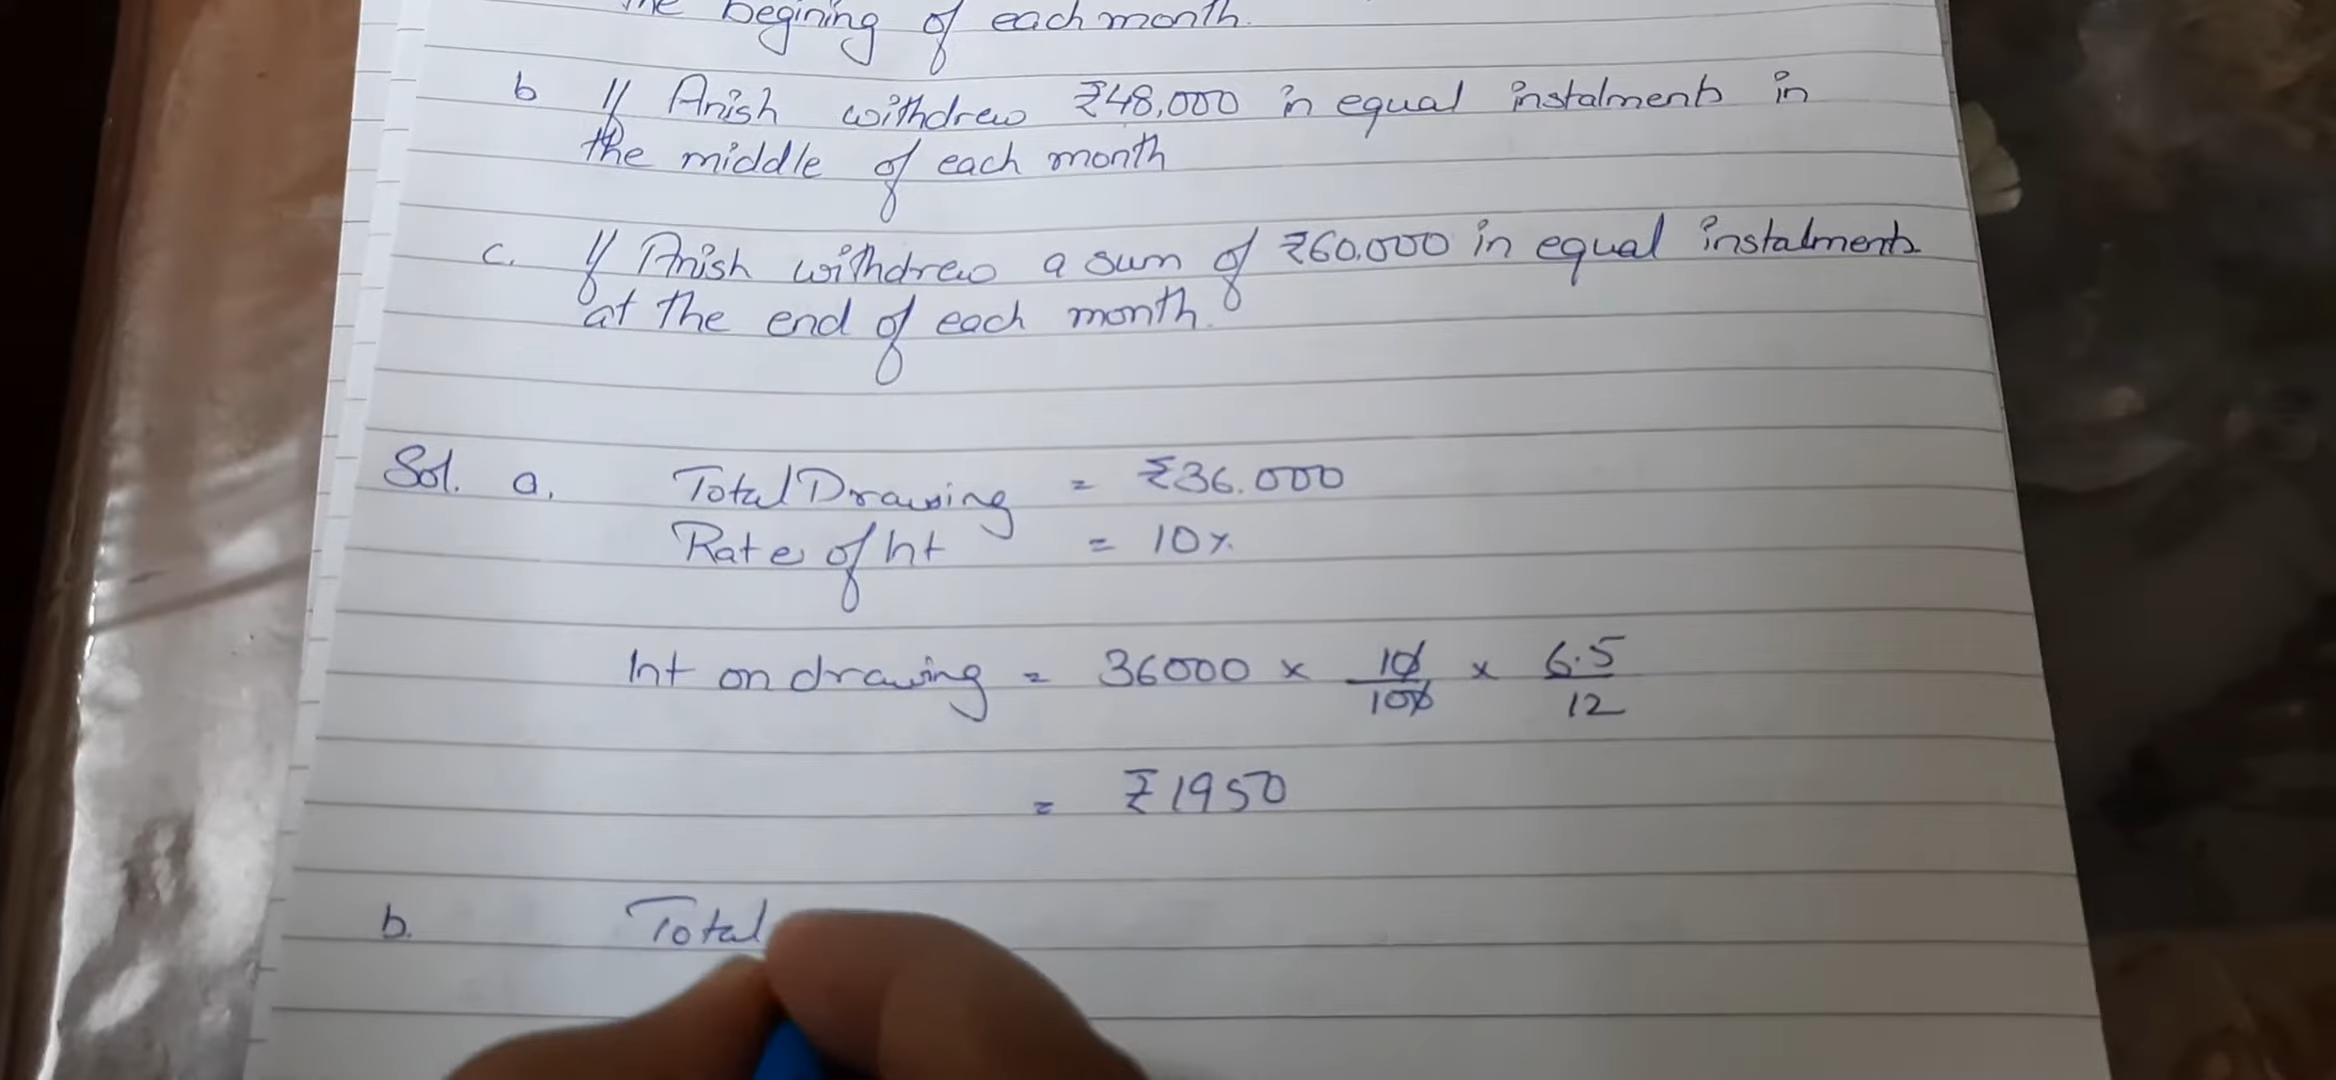 the begining of each month.
b If Anish withdrew ₹48,000 in equal instalments in
the middle of each month
c. If Anish withdrew a sum of ₹60,000 in equal instalments
at the end of each month.
Sol. a. Total Drawing = ₹36,000
Rate of Int = 10%
Int on drawing = 36000 × 10/100 × 6.5/12
= ₹1950
b. Total